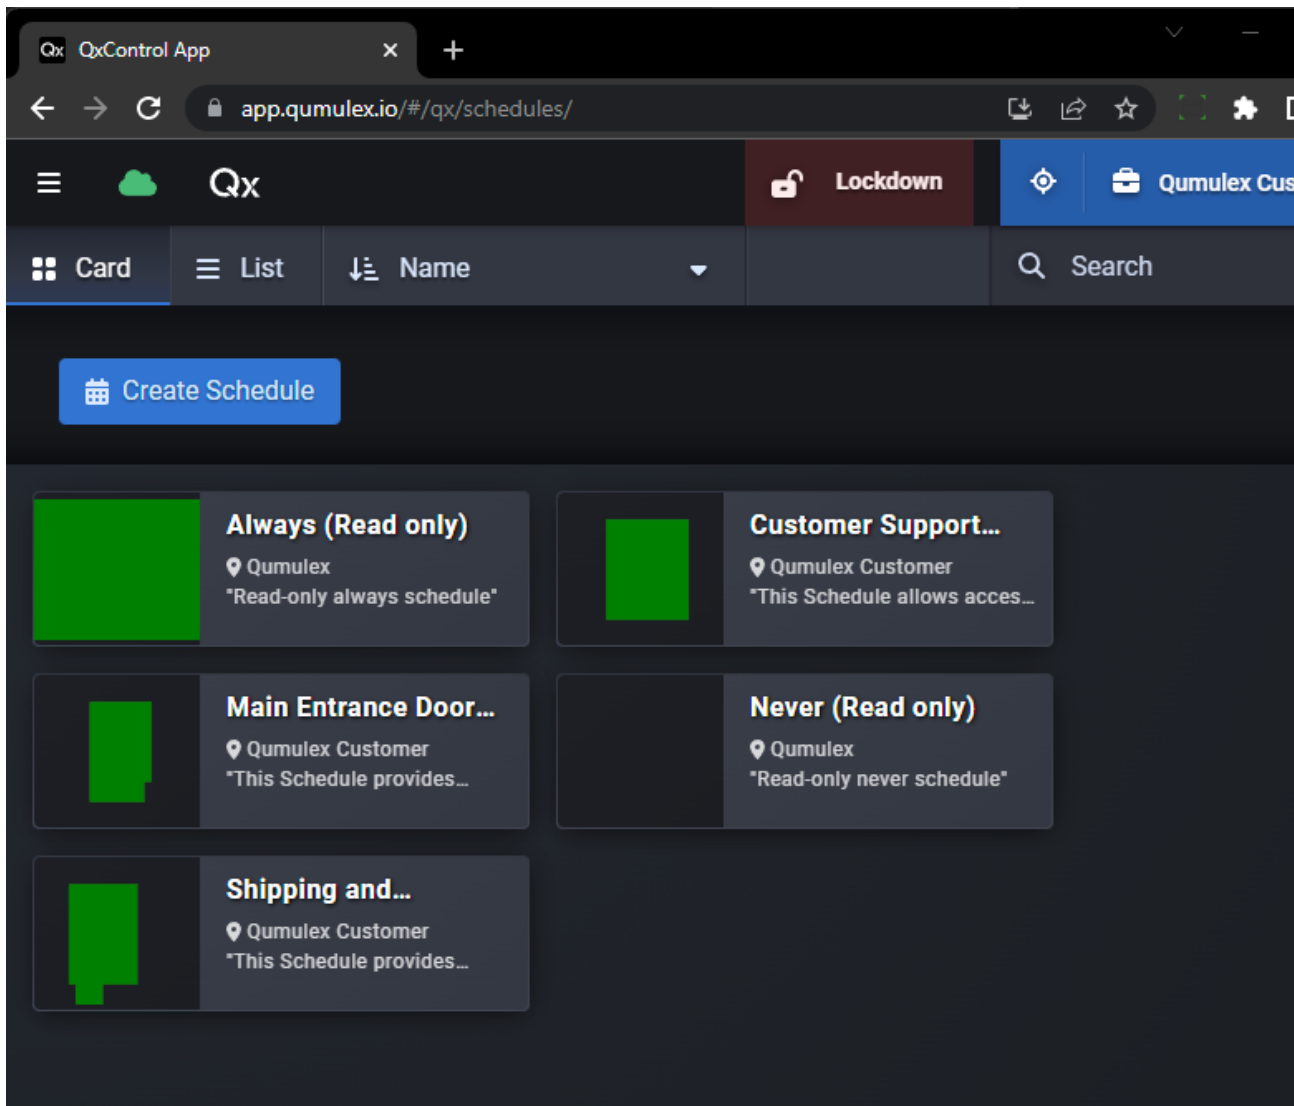 Qx QxControl App
app.qumulex.io/#/qx/schedules/
Qx Lockdown Qumulex Cus
Card List Name Search
Create Schedule
Always (Read only)
Qumulex
"Read-only always schedule"
Customer Support...
Qumulex Customer
"This Schedule allows acces...
Main Entrance Door...
Qumulex Customer
"This Schedule provides...
Never (Read only)
Qumulex
"Read-only never schedule"
Shipping and...
Qumulex Customer
"This Schedule provides...